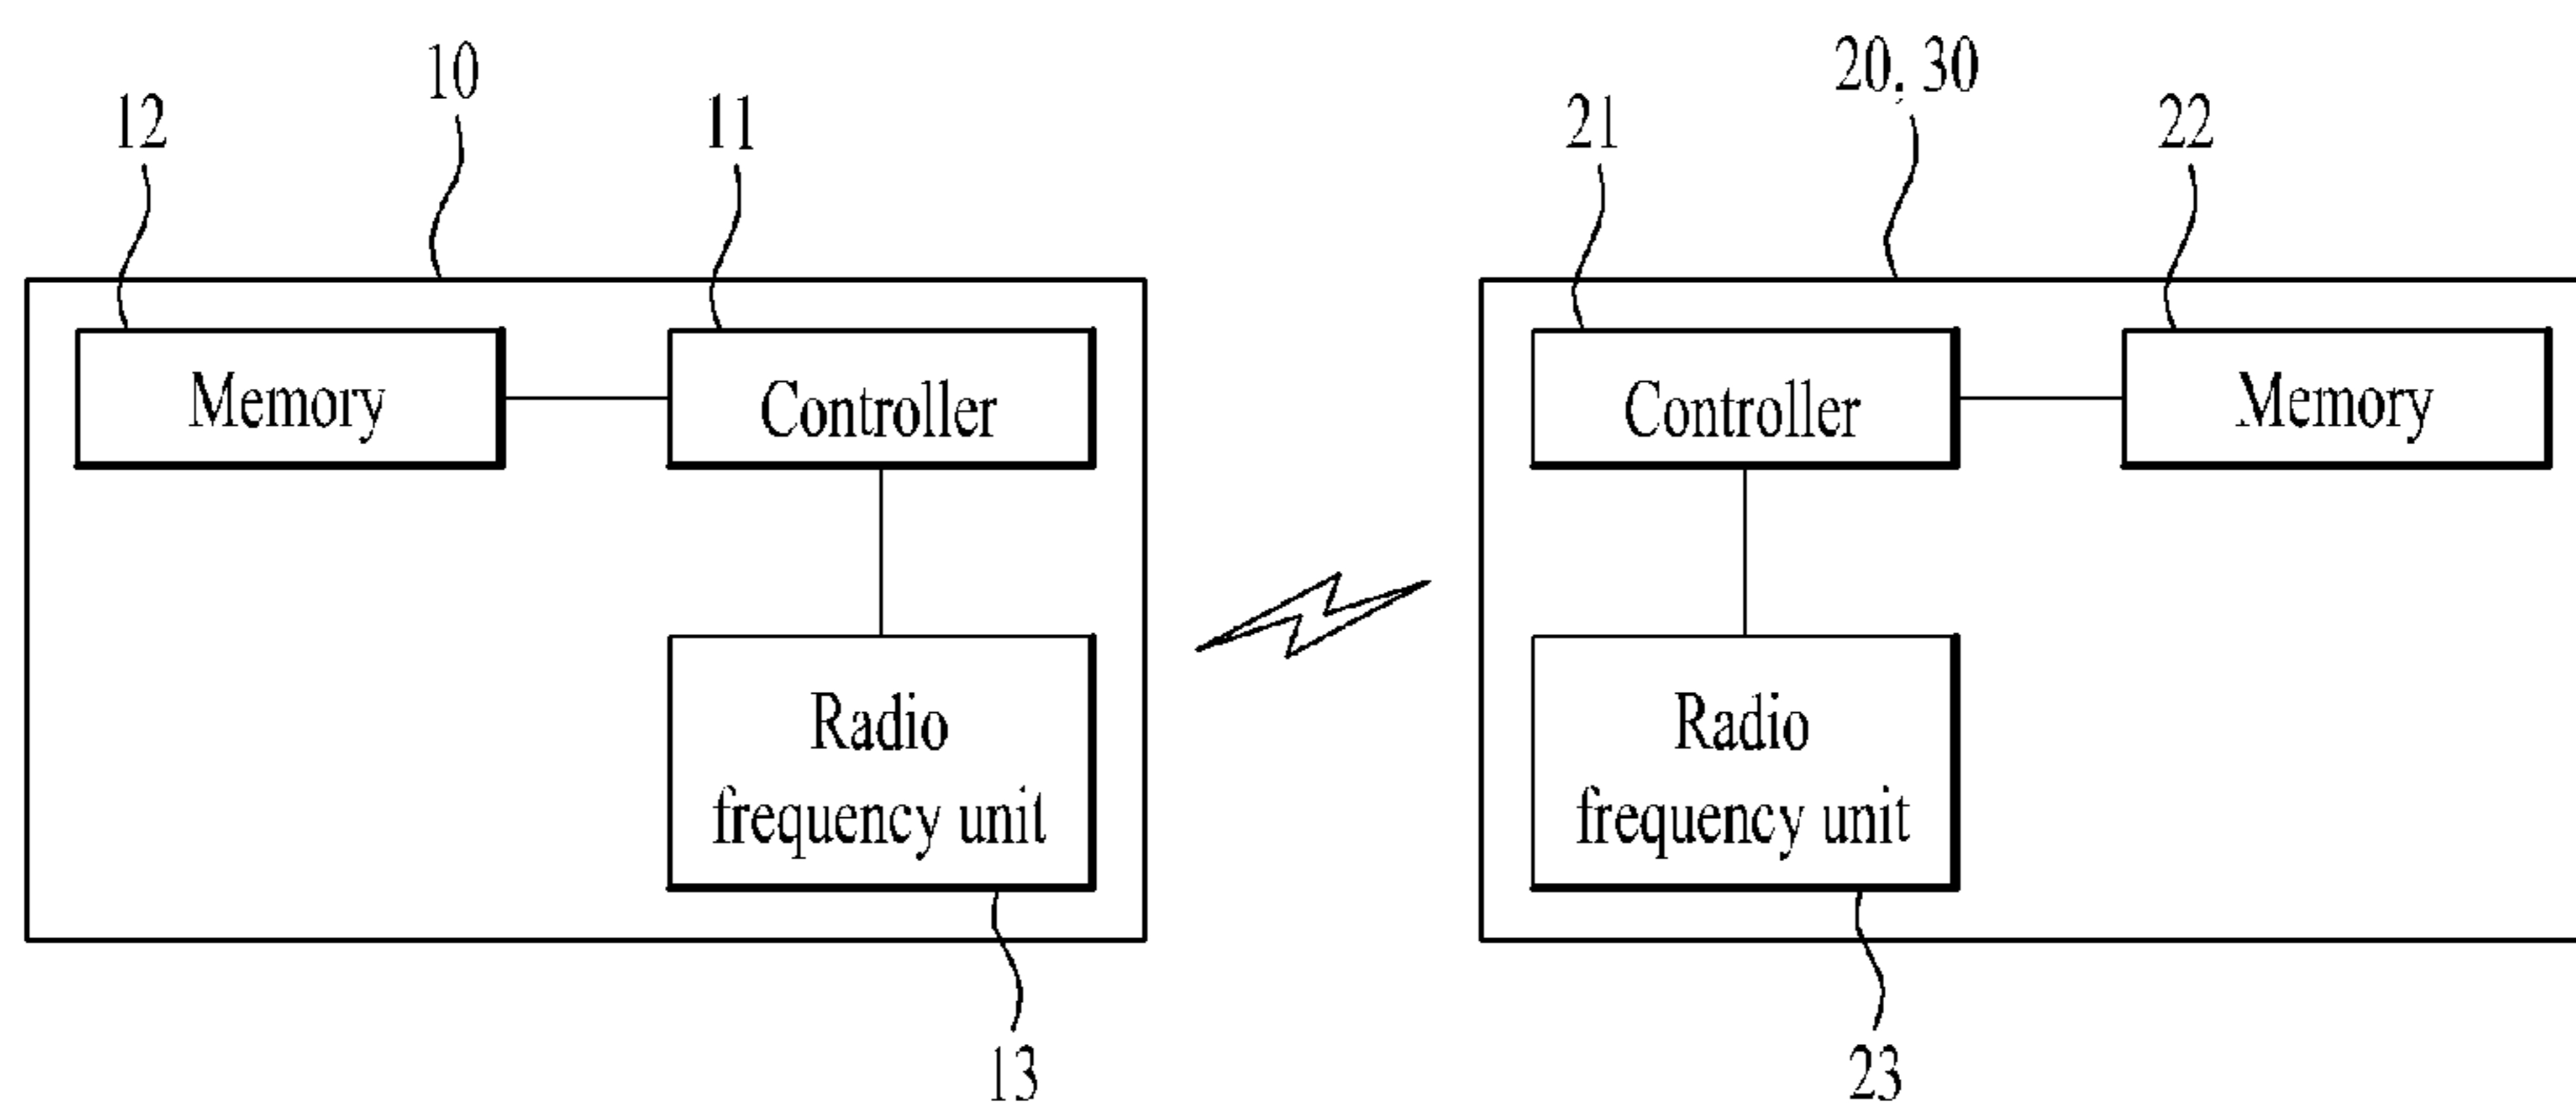 10
20, 30
12
11
21
22
Memory
Controller
Controller
Memory
Radio
frequency unit
Radio
frequency unit
13
23